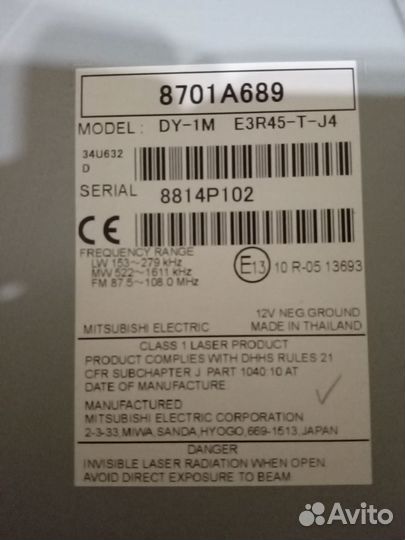 8701A689
MODEL: DY-1M E3R45-T-J4
34U632
D
SERIAL 8814P102
CE
FREQUENCY RANGE
LW 153~279 kHz
MW 522~1611 kHz
FM 87.5~108.0 MHz
E13 10 R-05 13693
12V NEG.GROUND
MITSUBISHI ELECTRIC MADE IN THAILAND
CLASS 1 LASER PRODUCT
PRODUCT COMPLIES WITH DHHS RULES 21
CFR SUBCHAPTER J PART 1040.10 AT
DATE OF MANUFACTURE.
MANUFACTURED
MITSUBISHI ELECTRIC CORPORATION
2-3-33, MIWA, SANDA, HYOGO, 669-1513, JAPAN
DANGER
INVISIBLE LASER RADIATION WHEN OPEN.
AVOID DIRECT EXPOSURE TO BEAM
Avito